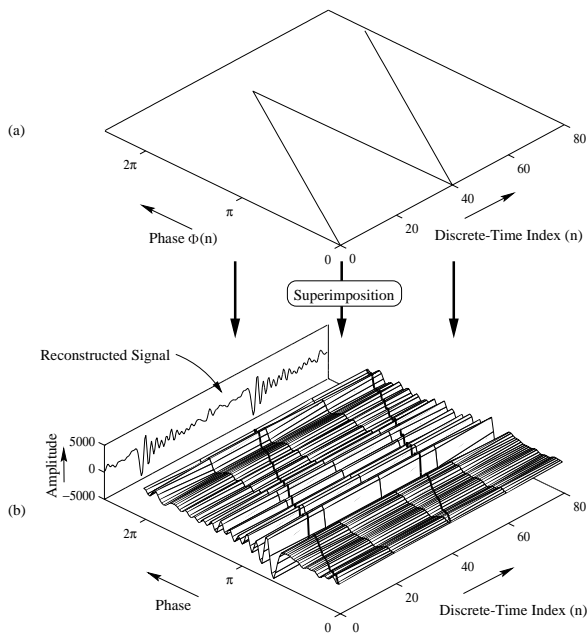 (a)
2π
π
0
0
20
40
60
80
Phase Φ(n)
Discrete-Time Index (n)
Superimposition
Reconstructed Signal
Amplitude
5000
0
−5000
(b)
2π
π
0
0
20
40
60
80
Phase
Discrete-Time Index (n)